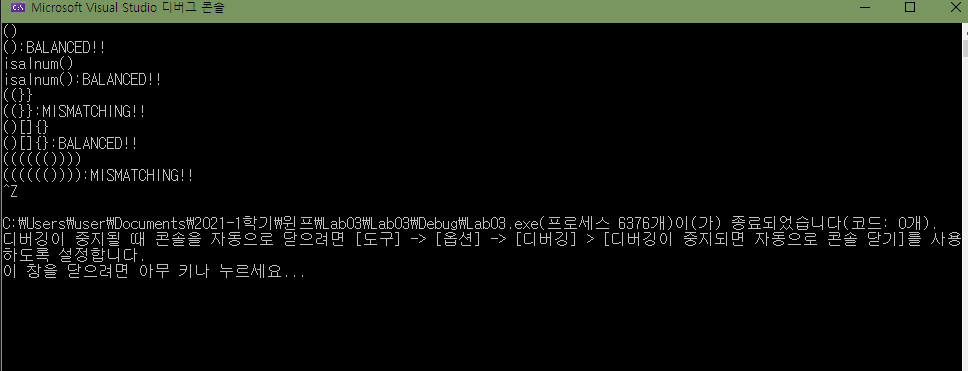 Microsoft Visual Studio 디버그 콘솔
()
():BALANCED!!
isalnum()
isalnum():BALANCED!!
((}}
((}}:MISMATCHING!!
()[]{}
()[]{}:BALANCED!!
(((((())))
(((((()))):MISMATCHING!!
^Z
C:₩Users₩user₩Documents₩2021-1학기₩윈프₩Lab03₩Lab03₩Debug₩Lab03.exe(프로세스 6376개)이(가) 종료되었습니다(코드: 0개).
디버깅이 중지될 때 콘솔을 자동으로 닫으려면 [도구] -> [옵션] -> [디버깅] > [디버깅이 중지되면 자동으로 콘솔 닫기]를 사용
하도록 설정합니다.
이 창을 닫으려면 아무 키나 누르세요...